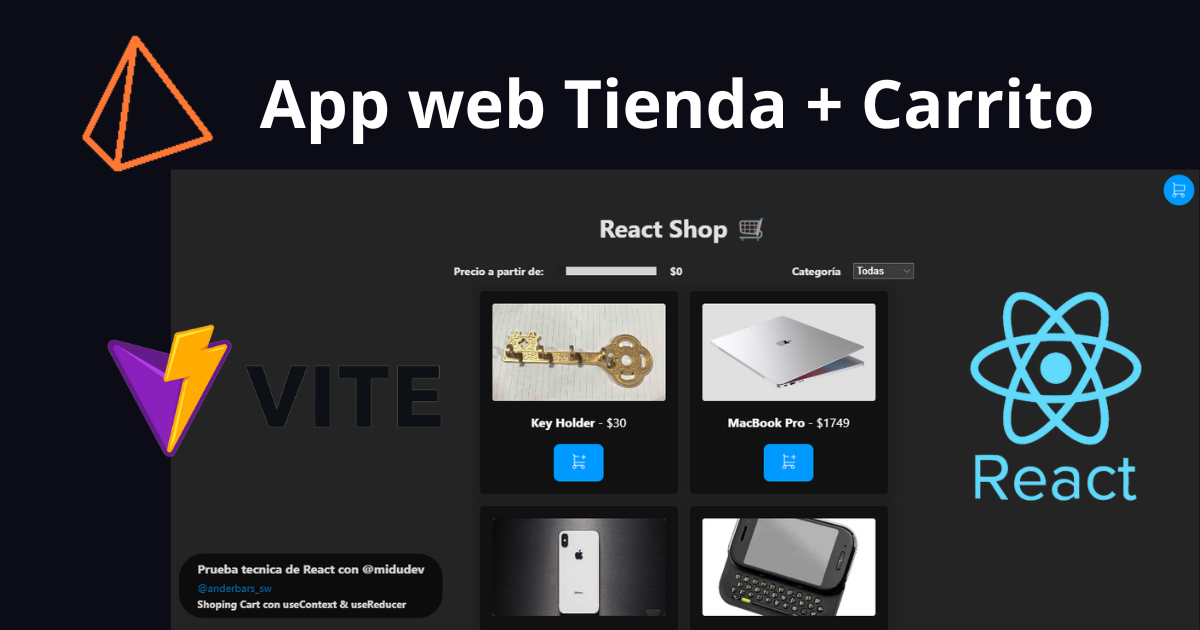 App web Tienda + Carrito
React Shop
Precio a partir de: $0
Categoría Todas
VITE
Key Holder - $30
MacBook Pro - $1749
React
Prueba tecnica de React con @midudev
@anderbars_sw
Shoping Cart con useContext & useReducer